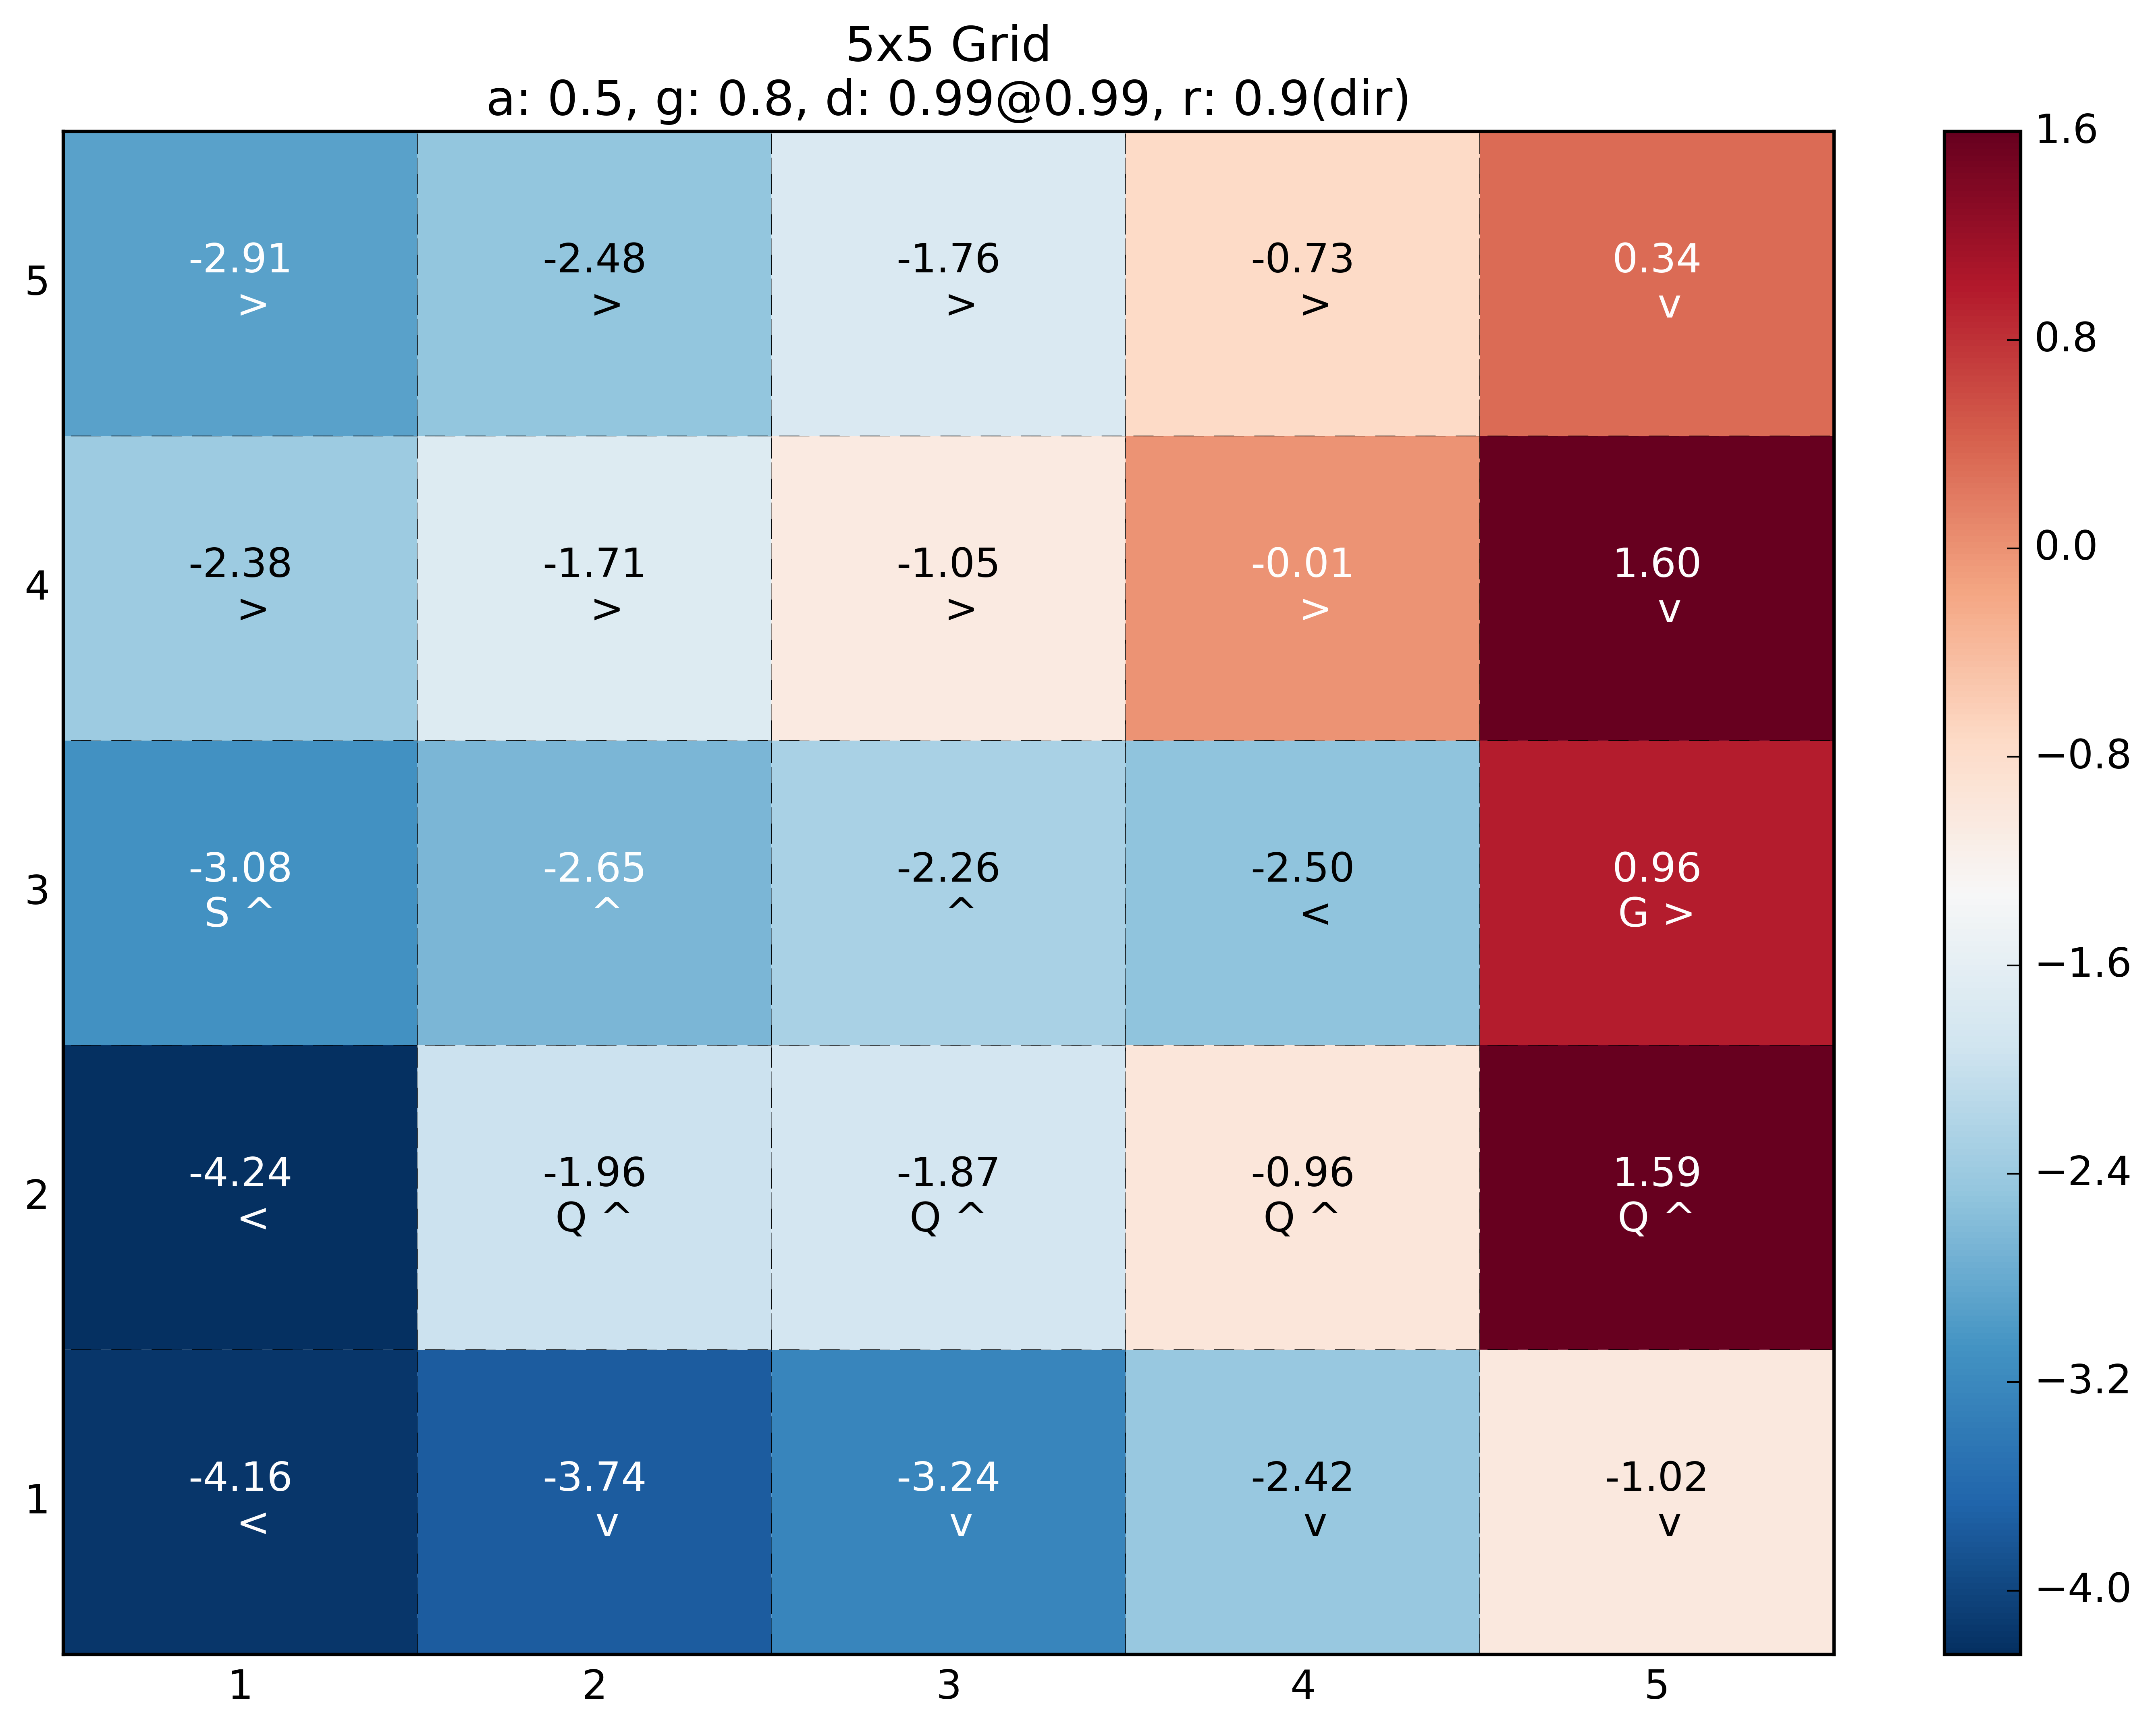 5x5 Grid
a: 0.5, g: 0.8, d: 0.99@0.99, r: 0.9(dir)
5
-2.91 -2.48 -1.76 -0.73 0.34
> > > > v
4
-2.38 -1.71 -1.05 -0.01 1.60
> > > > v
3
-3.08 -2.65 -2.26 -2.50 0.96
S ^ ^ ^ < G >
2
-4.24 -1.96 -1.87 -0.96 1.59
< Q ^ Q ^ Q ^ Q ^
1
-4.16 -3.74 -3.24 -2.42 -1.02
< v v v v
1 2 3 4 5
1.6
0.8
0.0
−0.8
−1.6
−2.4
−3.2
−4.0